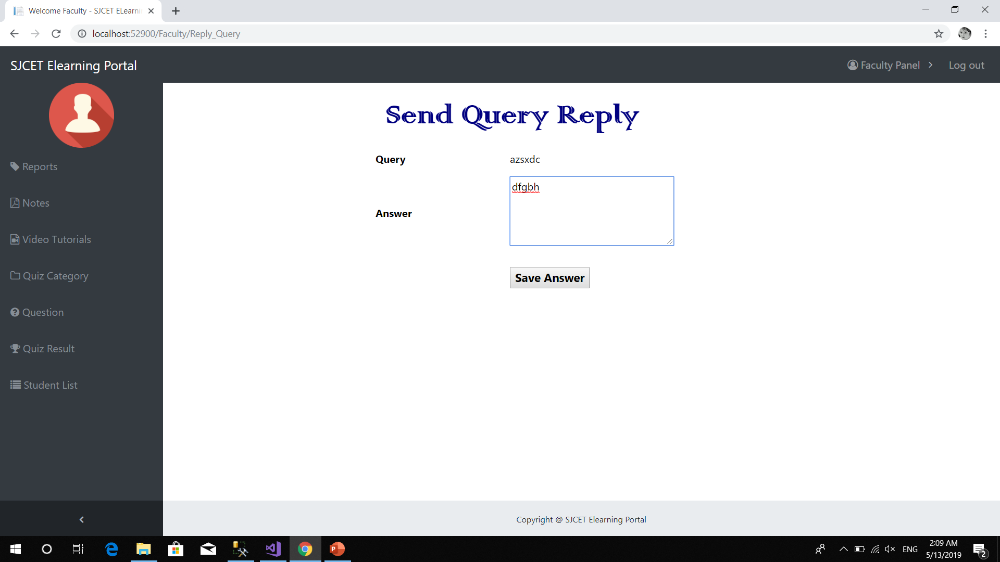 Welcome Faculty - SJCET ELearni
localhost:52900/Faculty/Reply_Query
SJCET Elearning Portal
Faculty Panel
Log out
Send Query Reply
Reports
Notes
Video Tutorials
Quiz Category
Question
Quiz Result
Student List
Query
azsxdc
Answer
dfgbh
Save Answer
Copyright @ SJCET Elearning Portal
ENG
2:09 AM
5/13/2019
2